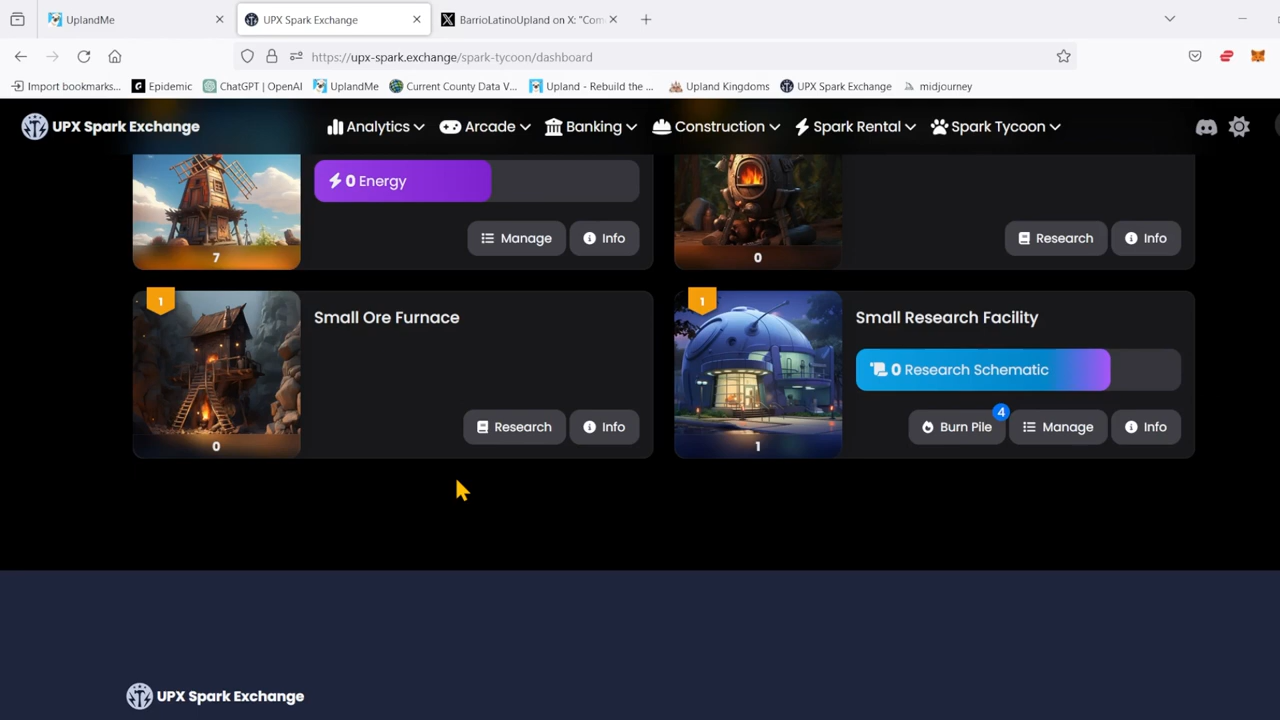 UplandMe
UPX Spark Exchange
BarrioLatinoUpland on X: "Com
https://upx-spark.exchange/spark-tycoon/dashboard
Import bookmarks... Epidemic ChatGPT | OpenAI UplandMe Current County Data V... Upland - Rebuild the ... Upland Kingdoms UPX Spark Exchange midjourney
UPX Spark Exchange Analytics Arcade Banking Construction Spark Rental Spark Tycoon
0 Energy
Manage Info
7
Research Info
0
1
Small Ore Furnace
Research Info
0
1
Small Research Facility
0 Research Schematic
4
Burn Pile Manage Info
1
UPX Spark Exchange